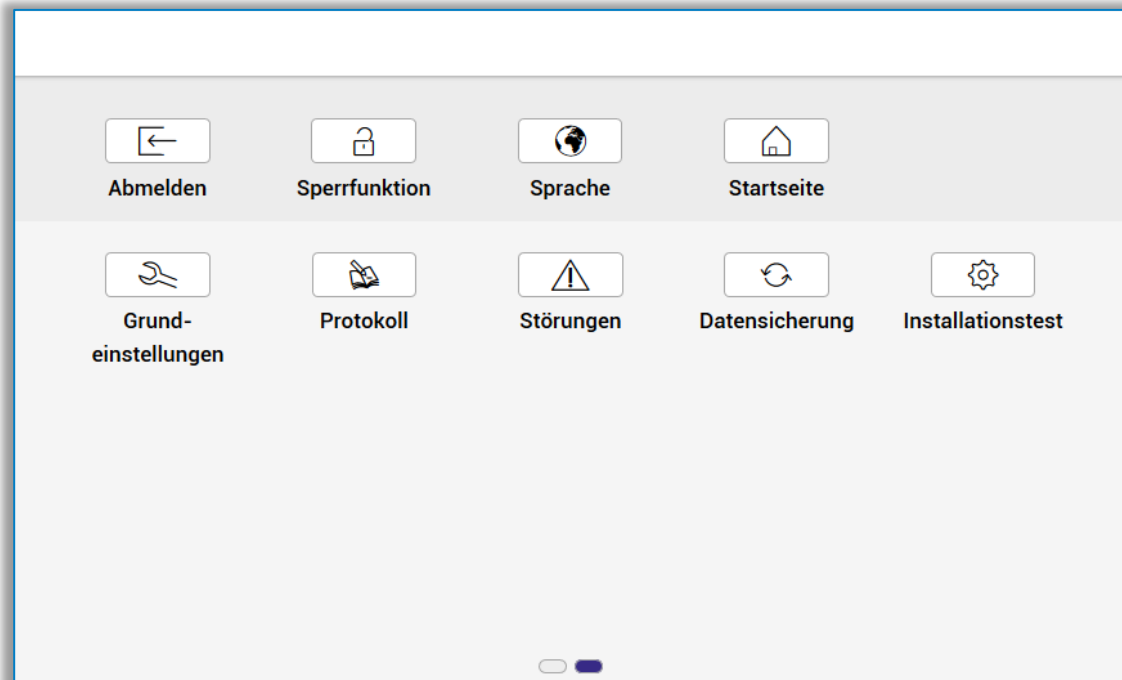 Abmelden
Sperrfunktion
Sprache
Startseite
Grund-
einstellungen
Protokoll
Störungen
Datensicherung
Installationstest